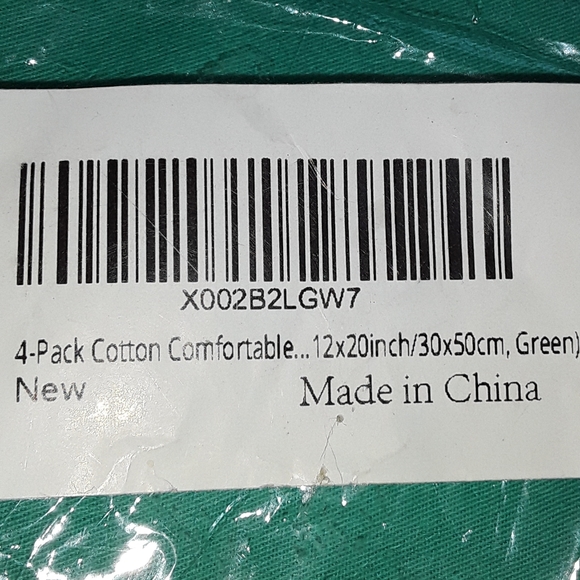 X002B2LGW7
4-Pack Cotton Comfortable...12x20inch/30x50cm, Green)
New Made in China